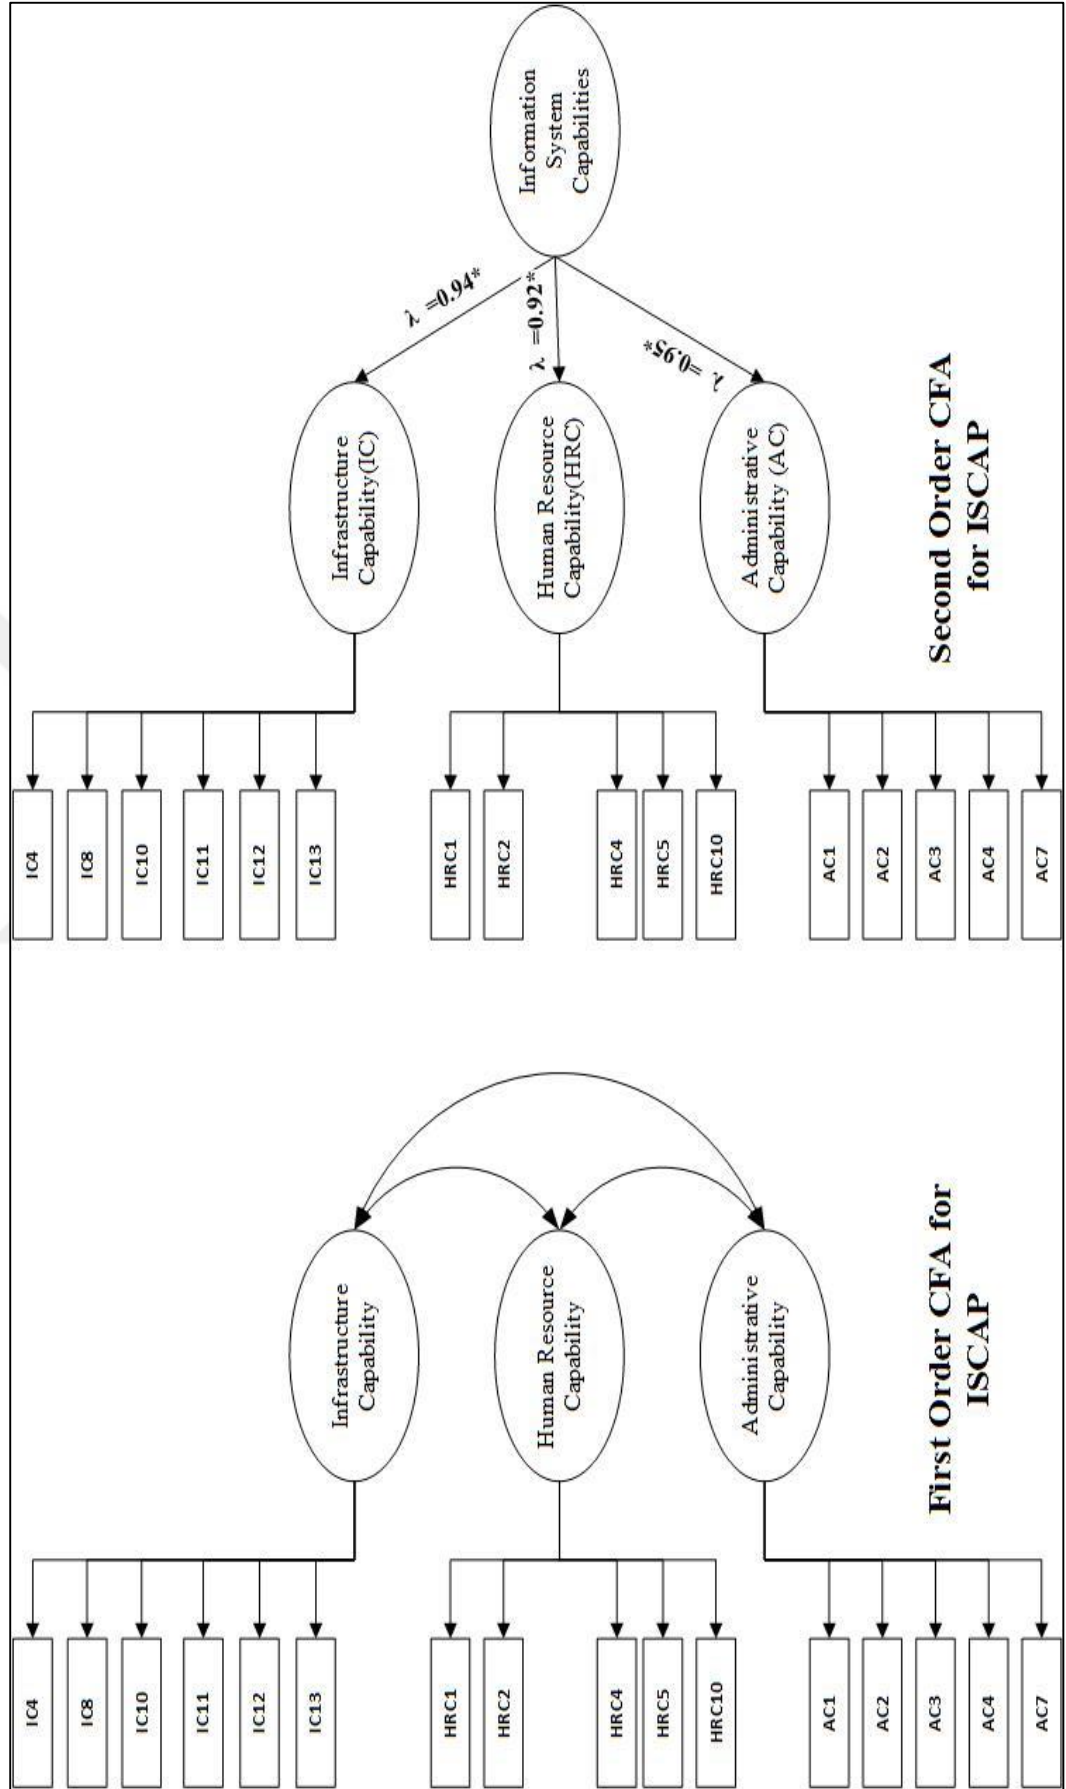 IC4
IC8
IC10
IC11
IC12
IC13
HRC1
HRC2
HRC4
HRC5
HRC10
AC1
AC2
AC3
AC4
AC7
Infrastructure
Capability
Human Resource
Capability
Administrative
Capability
First Order CFA for
ISCAP
IC4
IC8
IC10
IC11
IC12
IC13
HRC1
HRC2
HRC4
HRC5
HRC10
AC1
AC2
AC3
AC4
AC7
Infrastructure
Capability(IC)
Human Resource
Capability(HRC)
Administrative
Capability (AC)
λ =0.94*
λ =0.92*
λ =0.95*
Information
System
Capabilities
Second Order CFA
for ISCAP